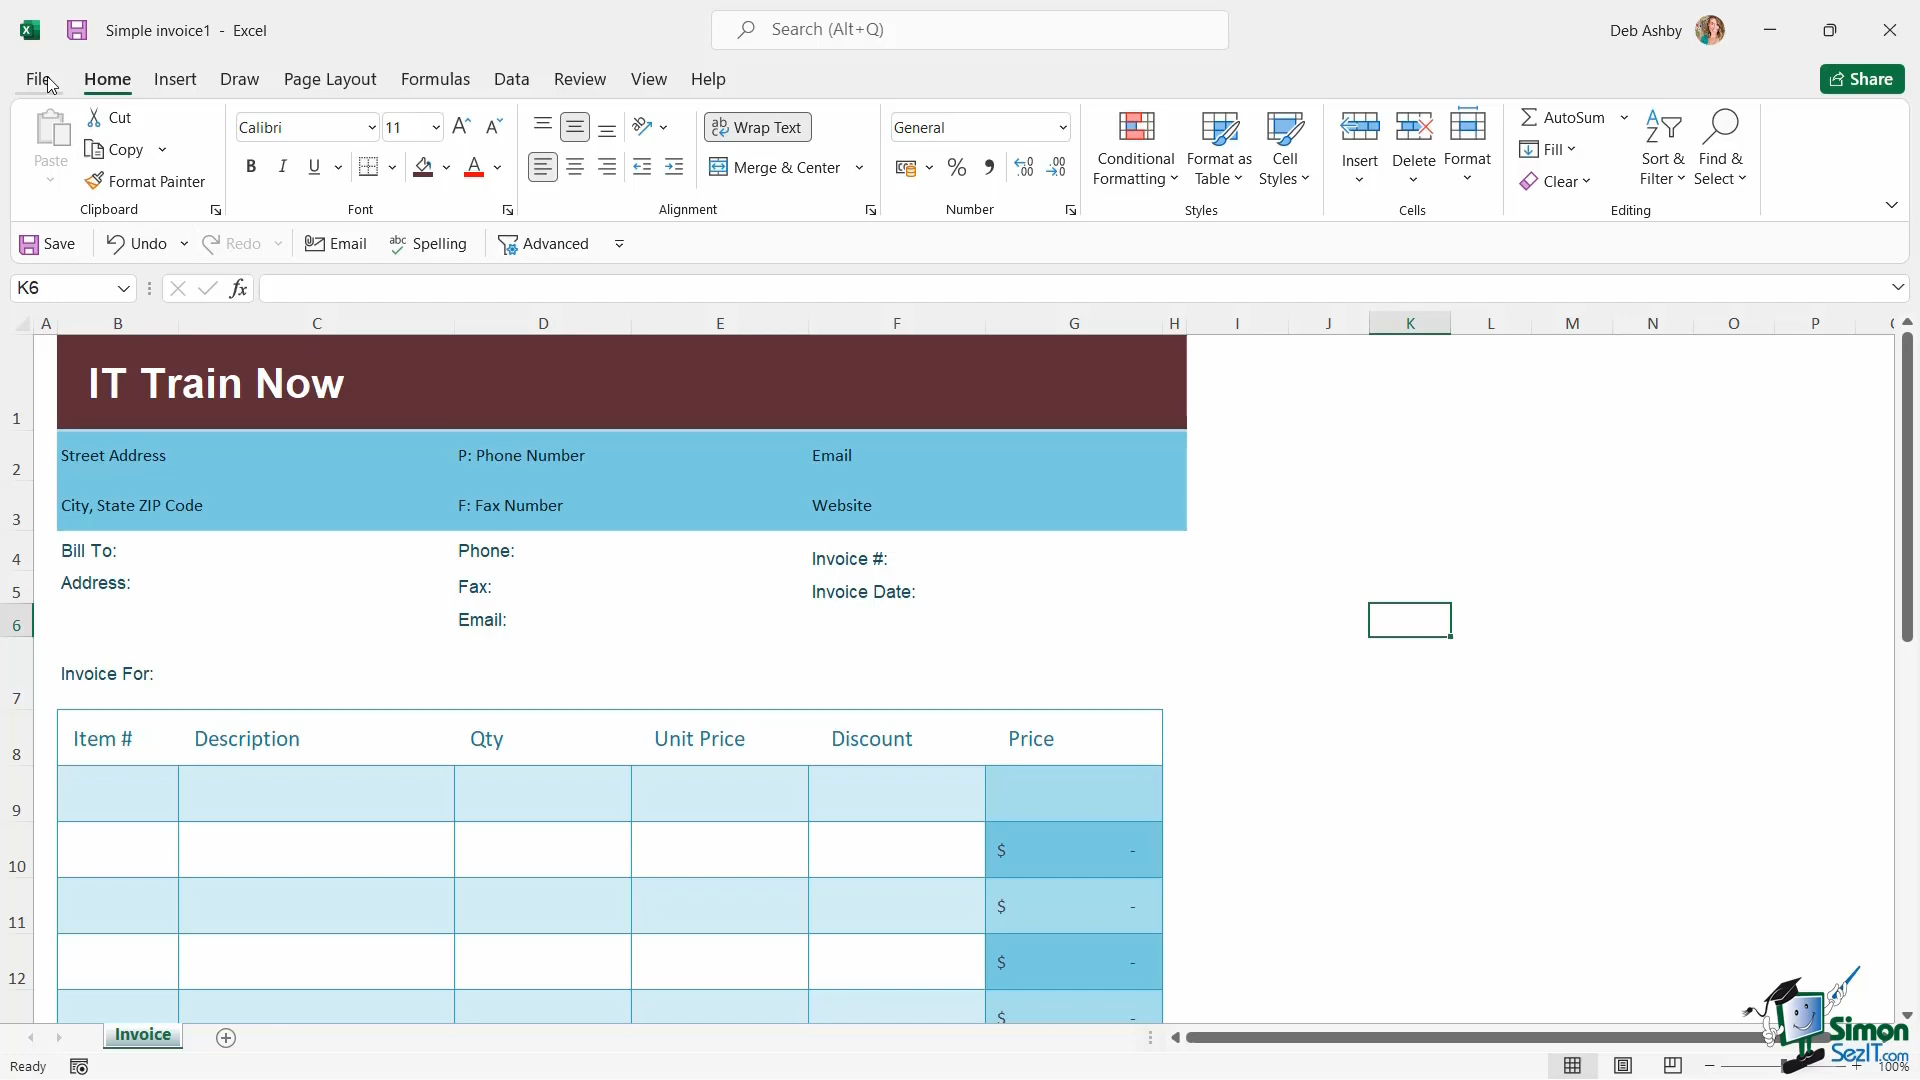 Simple invoice1 - Excel
Search (Alt+Q)
Deb Ashby
File Home Insert Draw Page Layout Formulas Data Review View Help
Share
Paste
Cut
Copy
Format Painter
Clipboard
Calibri 11
B I U A
Font
Wrap Text
Merge & Center
Alignment
General
% ,
Number
Conditional Formatting
Format as Table
Cell Styles
Styles
Insert Delete Format
Cells
AutoSum
Fill
Clear
Sort & Filter
Find & Select
Editing
Save Undo Redo Email Spelling Advanced
K6
fx
A B C D E F G H I J K L M N O P
1 IT Train Now
2 Street Address P: Phone Number Email
3 City, State ZIP Code F: Fax Number Website
4 Bill To: Phone: Invoice #:
5 Address: Fax: Invoice Date:
6 Email:
7 Invoice For:
8 Item # Description Qty Unit Price Discount Price
9
10 $ -
11 $ -
12 $ -
$ -
Invoice
Ready
100%
Simon
SezIT.com